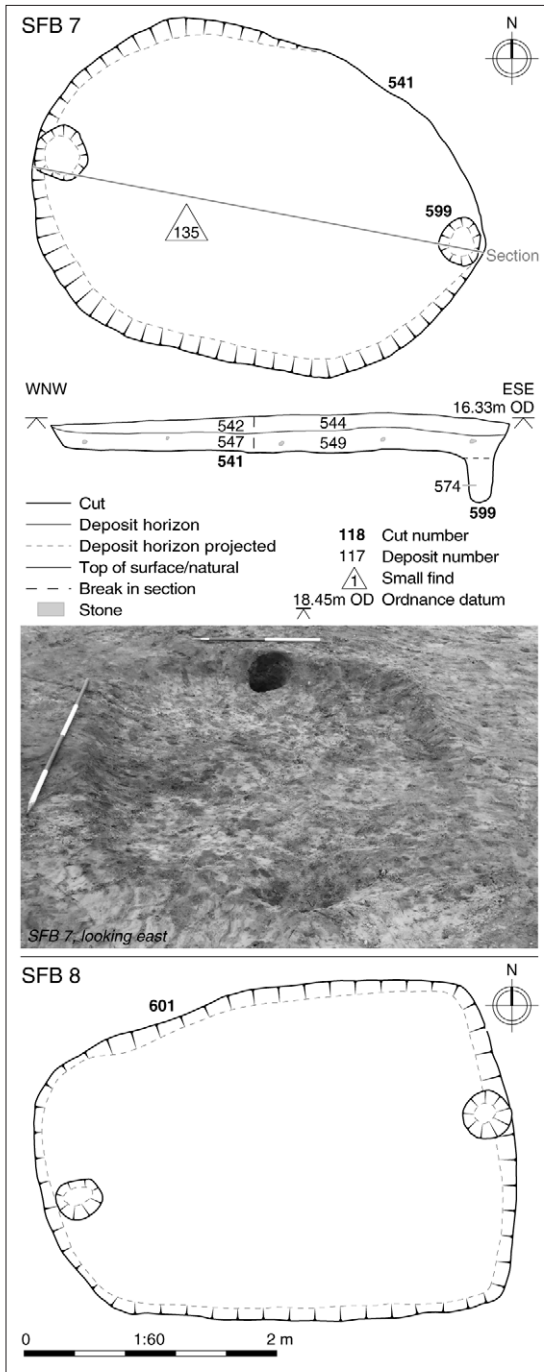 SFB 7
N
541
599
135
Section
WNW
ESE
16.33m OD
542
544
547
549
541
574
599
Cut
Deposit horizon
Deposit horizon projected
Top of surface/natural
Break in section
Stone
118 Cut number
117 Deposit number
1 Small find
18.45m OD Ordnance datum
SFB 7, looking east
SFB 8
N
601
0 1:60 2 m